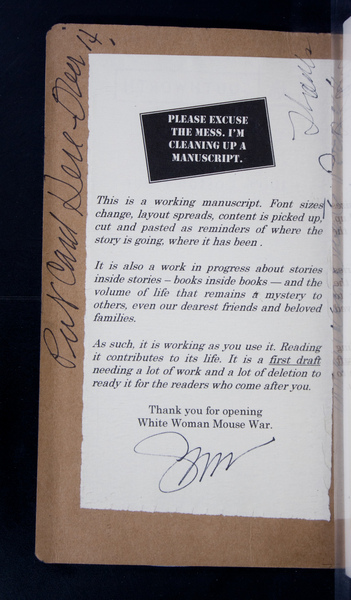 PLEASE EXCUSE
THE MESS. I'M
CLEANING UP A
MANUSCRIPT.
This is a working manuscript. Font sizes
change, layout spreads, content is picked up,
cut and pasted as reminders of where the
story is going, where it has been .
It is also a work in progress about stories
inside stories – books inside books — and the
volume of life that remains a mystery to
others, even our dearest friends and beloved
families.
As such, it is working as you use it. Reading
it contributes to its life. It is a first draft
needing a lot of work and a lot of deletion to
ready it for the readers who come after you.
Thank you for opening
White Woman Mouse War.
Put Card Here